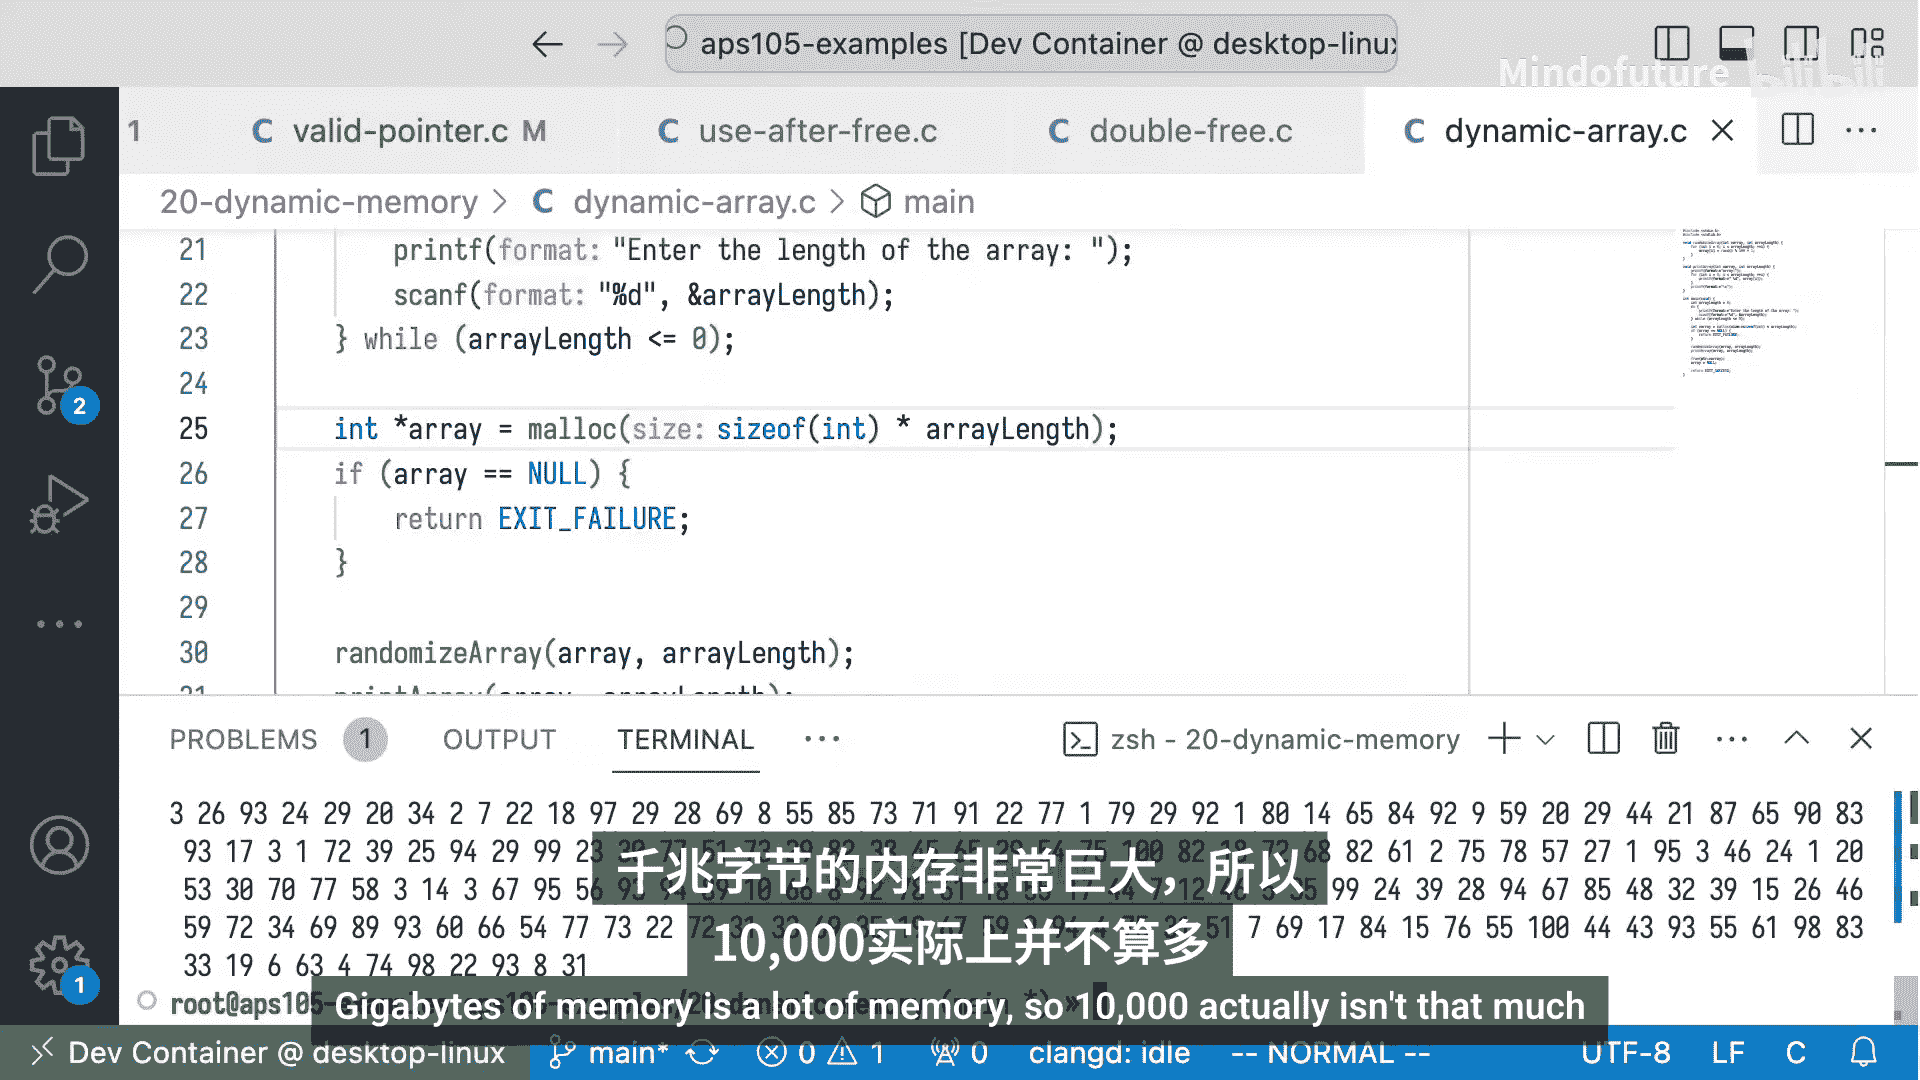 aps105-examples [Dev Container @ desktop-linux
Mindofuture bilibili
1
C valid-pointer.c M
C use-after-free.c
C double-free.c
C dynamic-array.c
20-dynamic-memory > C dynamic-array.c > main
21 printf(format: "Enter the length of the array: ");
22 scanf(format: "%d", &arrayLength);
23 } while (arrayLength <= 0);
24
25 int *array = malloc(size: sizeof(int) * arrayLength);
26 if (array == NULL) {
27 return EXIT_FAILURE;
28 }
29
30 randomizeArray(array, arrayLength);
31 printArray(array, arrayLength);
2
1
PROBLEMS 1 OUTPUT TERMINAL
zsh - 20-dynamic-memory
3 26 93 24 29 20 34 2 7 22 18 97 29 28 69 8 55 85 73 71 91 22 77 1 79 29 92 1 80 14 65 84 92 9 59 20 29 44 21 87 65 90 83
93 17 3 1 72 39 25 94 29 99 82 61 2 75 78 57 27 1 95 3 46 24 1 20
53 30 70 77 58 3 14 3 67 95 99 24 39 28 94 67 85 48 32 39 15 26 46
59 72 34 69 89 93 60 66 54 77 73 22 7 69 17 84 15 76 55 100 44 43 93 55 61 98 83
33 19 6 63 4 74 98 22 93 8 31
千兆字节的内存非常巨大，所以
10,000实际上并不算多
root@aps105
Gigabytes of memory is a lot of memory, so 10,000 actually isn't that much
Dev Container @ desktop-linux main* 0 1 0 clangd: idle -- NORMAL -- UTF-8 LF C